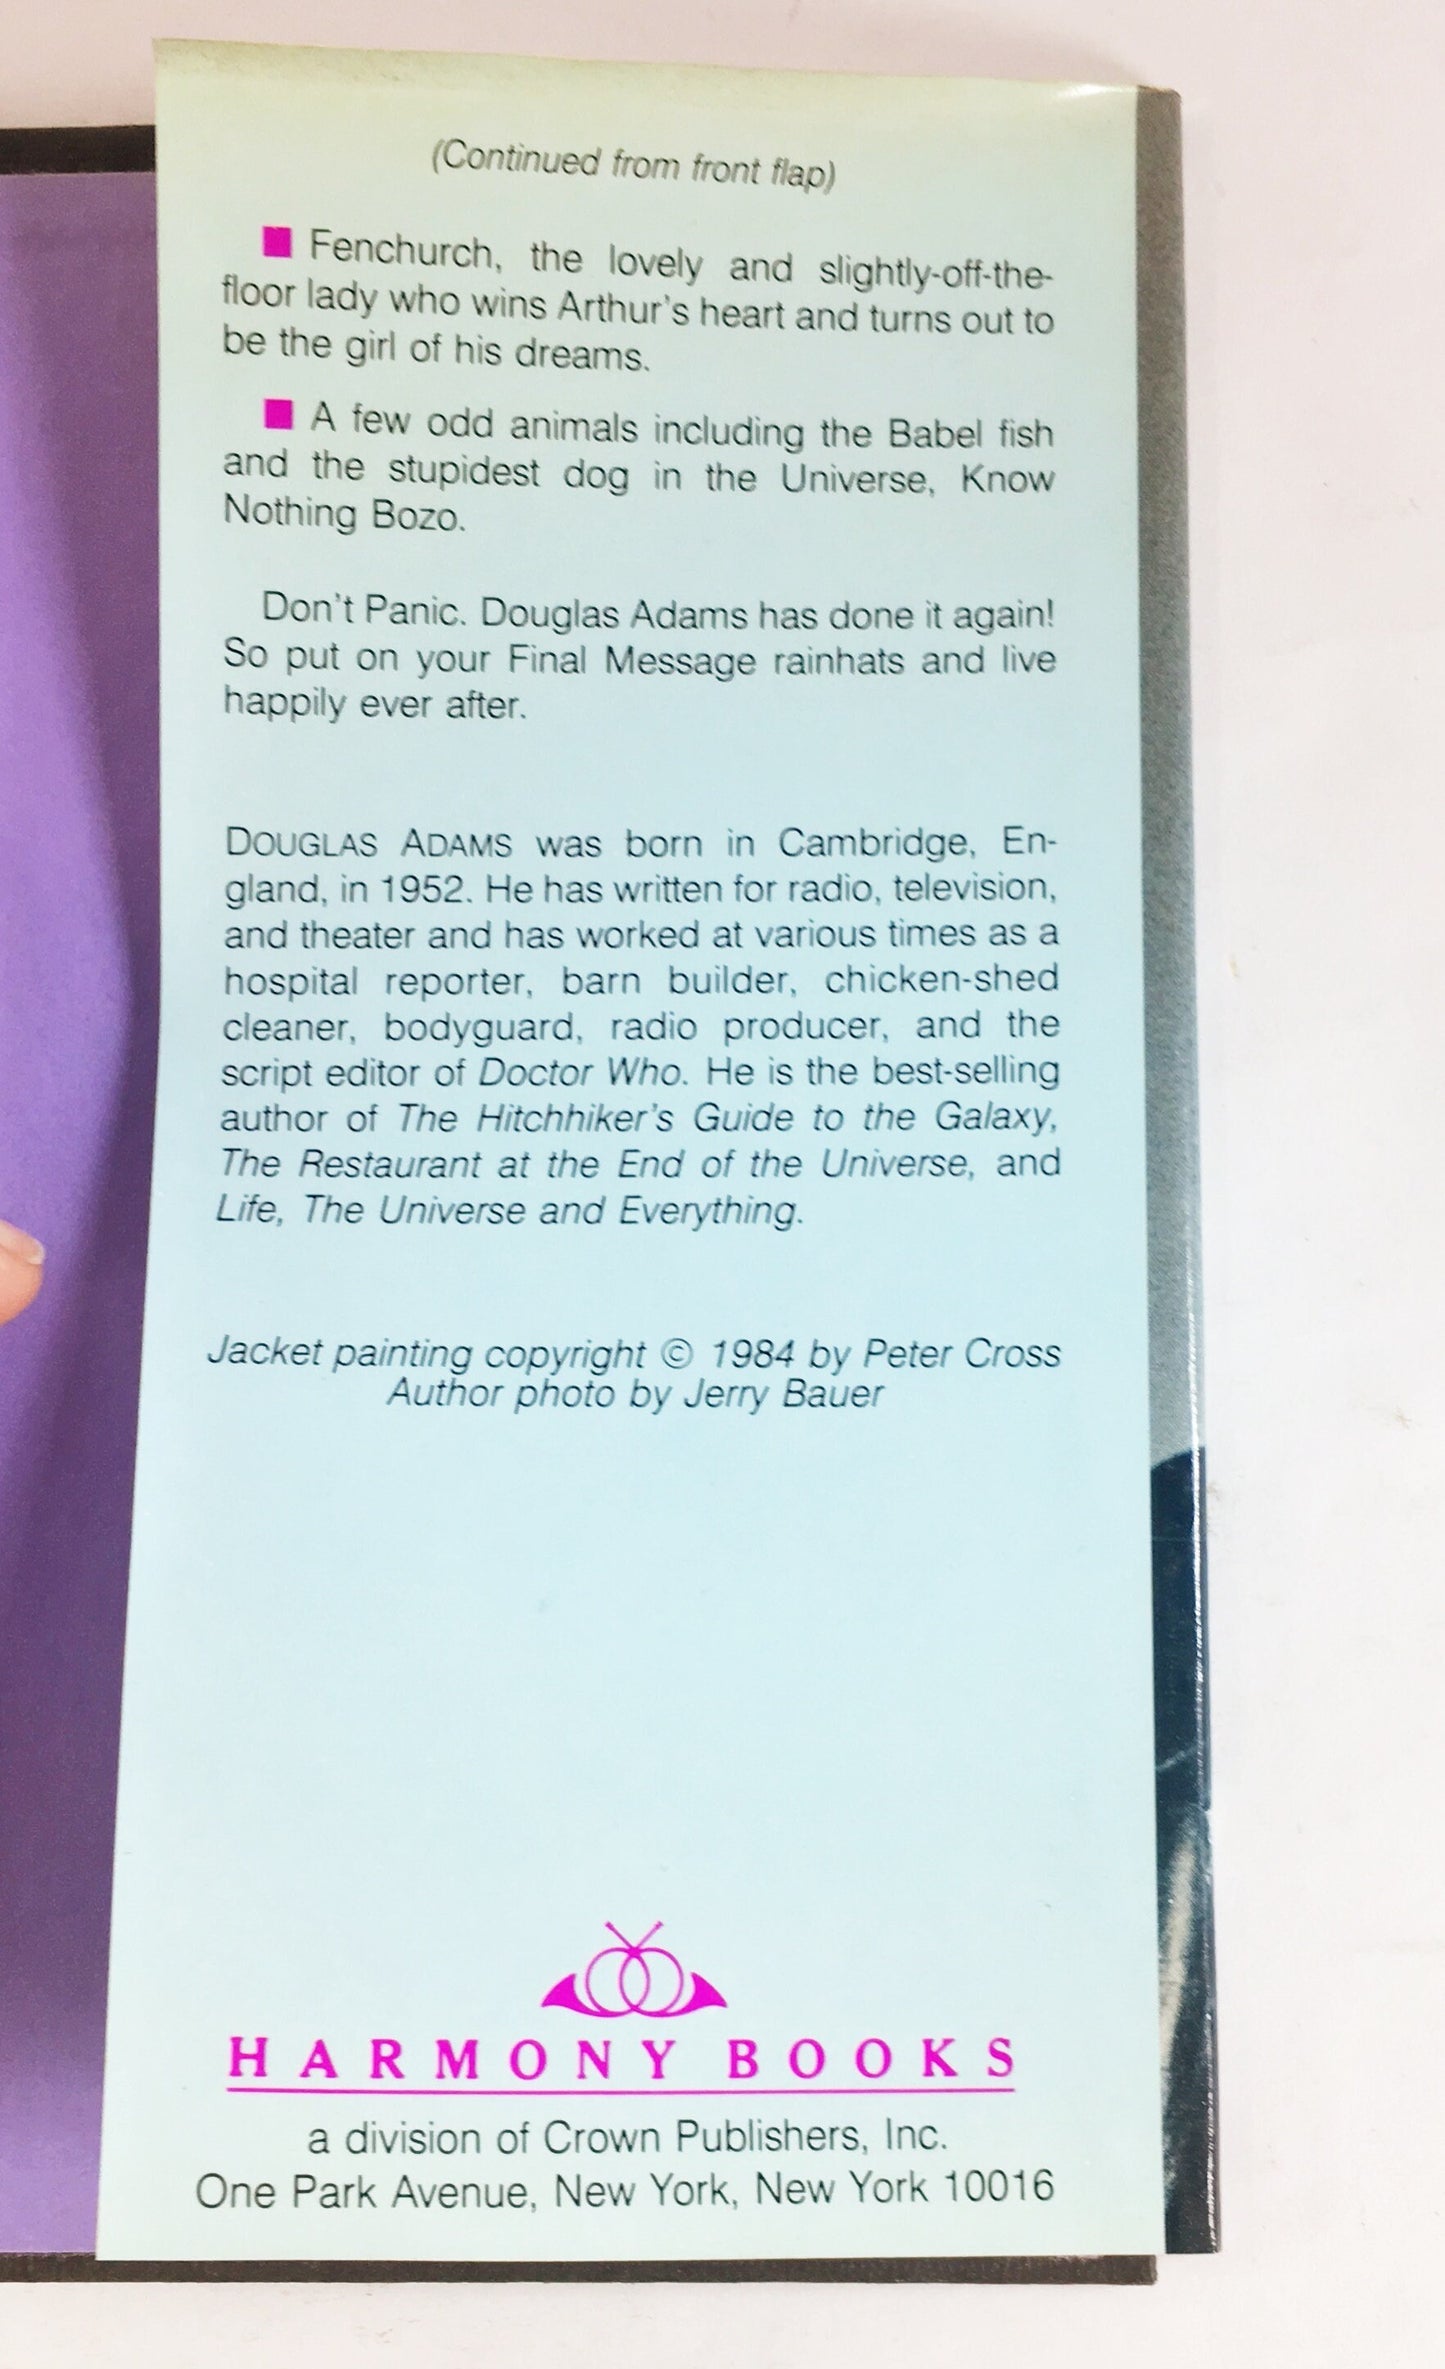 (Continued from front flap)
■ Fenchurch, the lovely and slightly-off-the-
floor lady who wins Arthur's heart and turns out to
be the girl of his dreams.
■ A few odd animals including the Babel fish
and the stupidest dog in the Universe, Know
Nothing Bozo.
Don't Panic. Douglas Adams has done it again!
So put on your Final Message rainhats and live
happily ever after.
DOUGLAS ADAMS was born in Cambridge, En-
gland, in 1952. He has written for radio, television,
and theater and has worked at various times as a
hospital reporter, barn builder, chicken-shed
cleaner, bodyguard, radio producer, and the
script editor of Doctor Who. He is the best-selling
author of The Hitchhiker's Guide to the Galaxy,
The Restaurant at the End of the Universe, and
Life, The Universe and Everything.
Jacket painting copyright © 1984 by Peter Cross
Author photo by Jerry Bauer
HARMONY BOOKS
a division of Crown Publishers, Inc.
One Park Avenue, New York, New York 10016